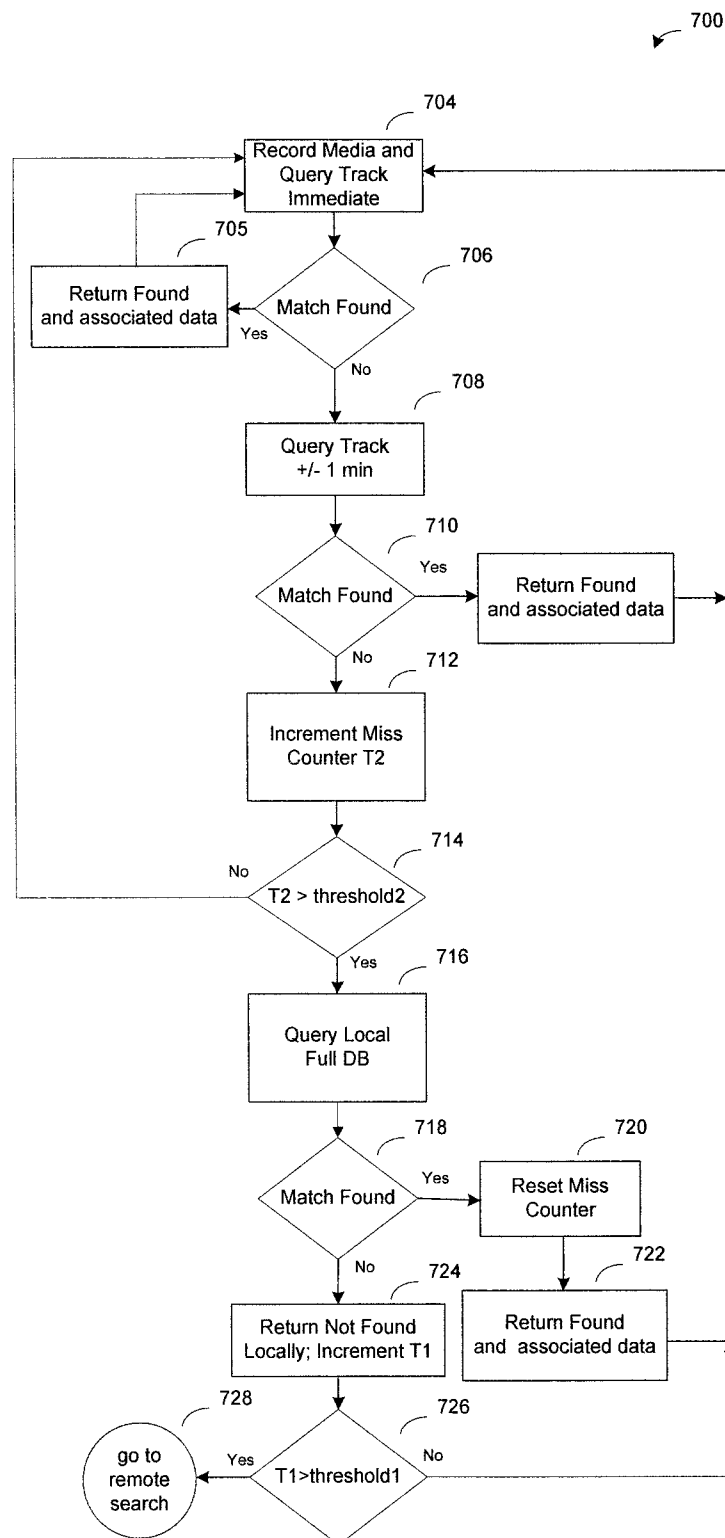 700
704
Record Media and
Query Track
Immediate
705
706
Return Found
and associated data
Yes
Match Found
No
708
Query Track
+/- 1 min
710
Match Found
Yes
Return Found
and associated data
No
712
Increment Miss
Counter T2
714
No
T2 > threshold2
Yes
716
Query Local
Full DB
718
720
Match Found
Yes
Reset Miss
Counter
No
724
722
Return Not Found
Locally; Increment T1
Return Found
and associated data
728
726
go to
remote
search
Yes
T1>threshold1
No